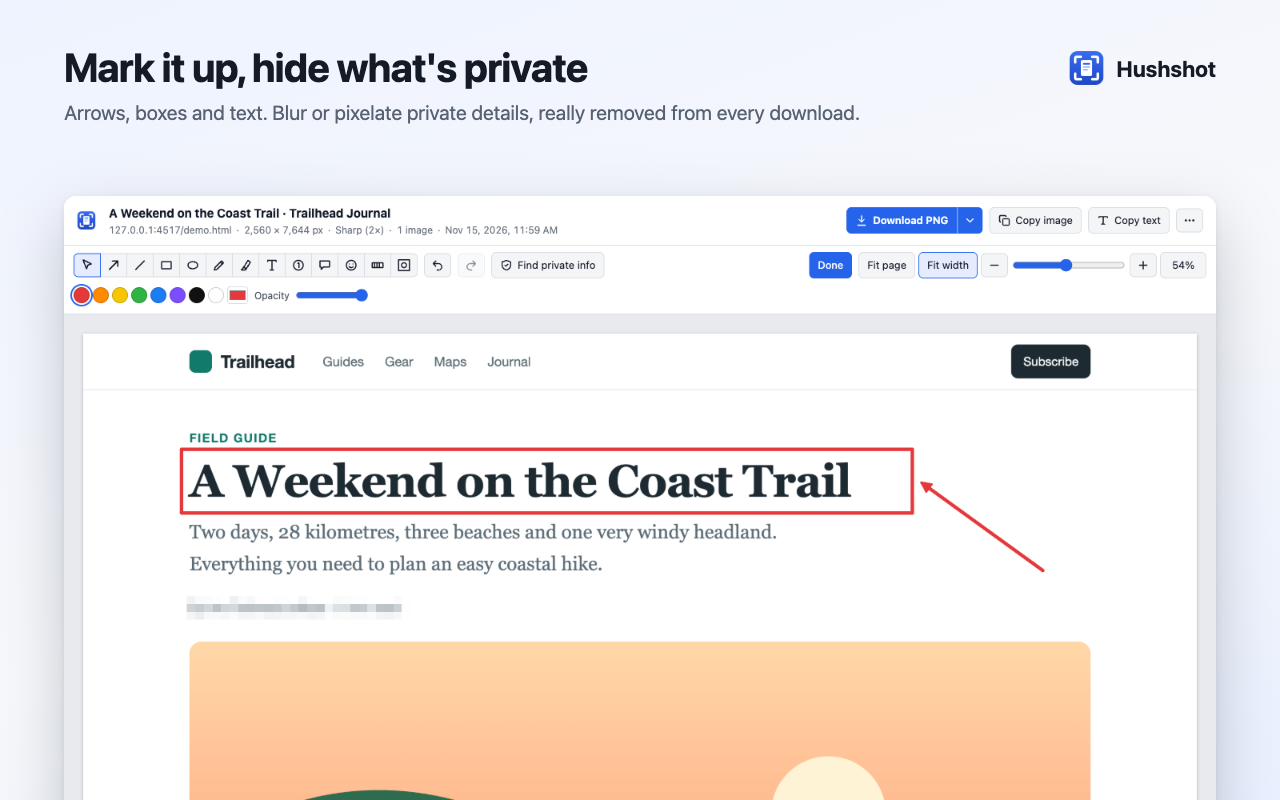 Mark it up, hide what's private
Hushshot
Arrows, boxes and text. Blur or pixelate private details, really removed from every download.
A Weekend on the Coast Trail · Trailhead Journal
127.0.0.1:4517/demo.html · 2,560 × 7,644 px · Sharp (2x) · 1 image · Nov 15, 2026, 11:59 AM
Download PNG
Copy image
Copy text
Find private info
Done
Fit page
Fit width
54%
Opacity
Trailhead
Guides
Gear
Maps
Journal
Subscribe
FIELD GUIDE
A Weekend on the Coast Trail
Two days, 28 kilometres, three beaches and one very windy headland.
Everything you need to plan an easy coastal hike.